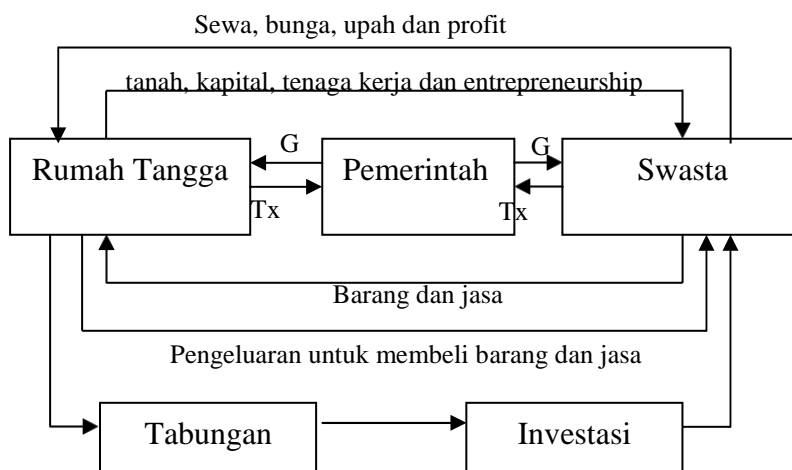 Sewa, bunga, upah dan profit
tanah, kapital, tenaga kerja dan entrepreneurship
Rumah Tangga
G
Pemerintah
G
Swasta
Tx
Tx
Barang dan jasa
Pengeluaran untuk membeli barang dan jasa
Tabungan
Investasi